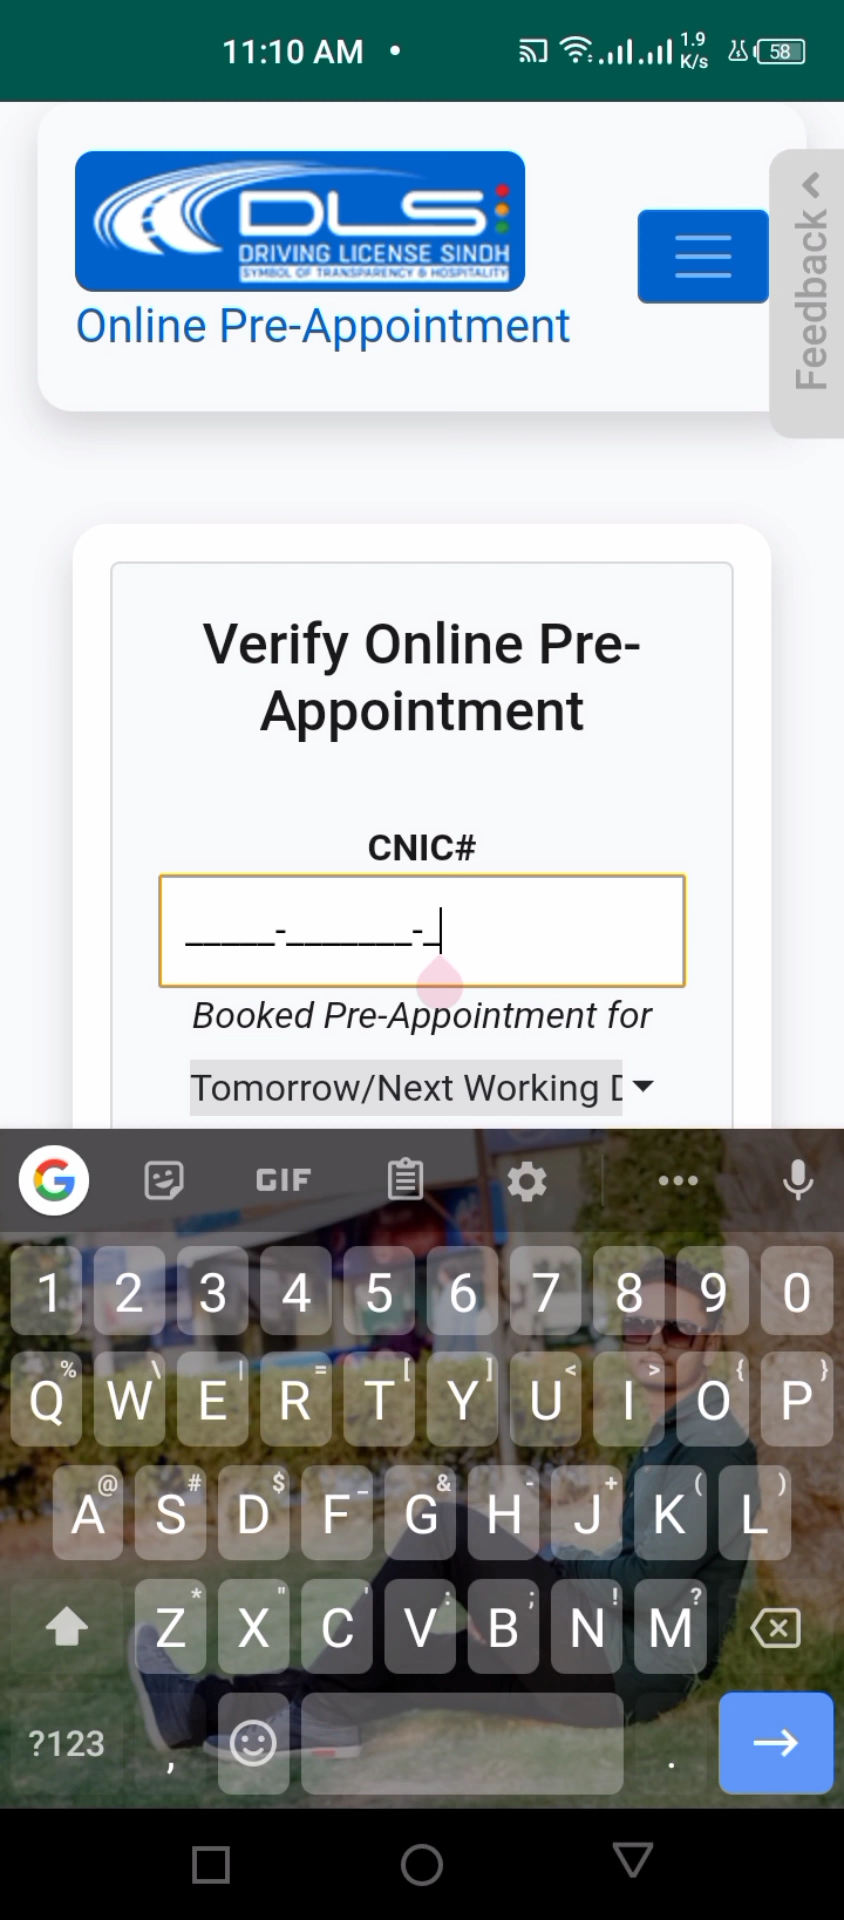 11:10 AM •
1.9
K/s
58
DLS
DRIVING LICENSE SINDH
SYMBOL OF TRANSPARENCY & HOSPITALITY
Online Pre-Appointment
Feedback
Verify Online Pre-
Appointment
CNIC#
_____-_______-_
Booked Pre-Appointment for
Tomorrow/Next Working D
G
GIF
1 2 3 4 5 6 7 8 9 0
% \ | = [ ] < > { }
Q W E R T Y U I O P
@ # $ _ & - + ( )
A S D F G H J K L
* " ' : ; ! ?
Z X C V B N M
?123 , .